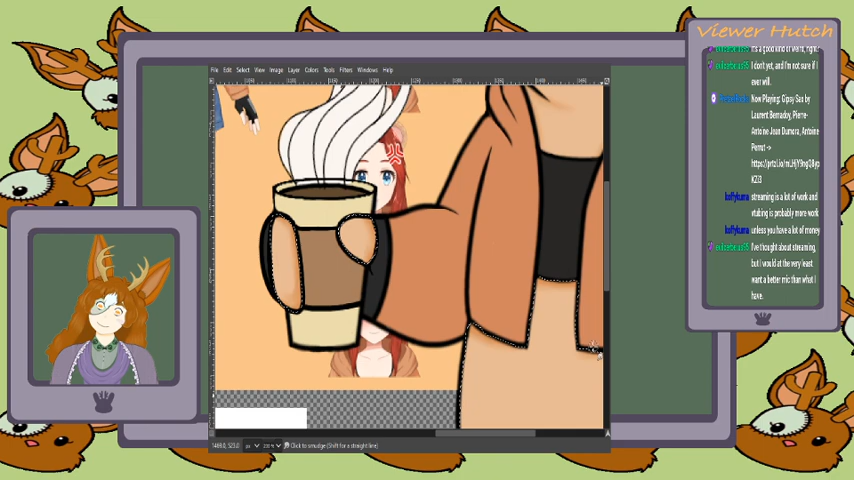 Viewer Hutch
File Edit Select View Image Layer Colors Tools Filters Windows Help
its a good kind of weird, right?
I don't yet, and I'm not sure if I
ever will.
Now Playing: Gipsy Sax by
Laurent Bernadoy, Pierre-
Antoine Jean Dumora, Antoine
Perrut ->
streaming is a lot of work and
vtubing is probably more work
unless you have a lot of money
I've thought about streaming,
but I would at the very least
want a better mic than what I
have.
px 200% Click to smudge (Shift for a straight line)